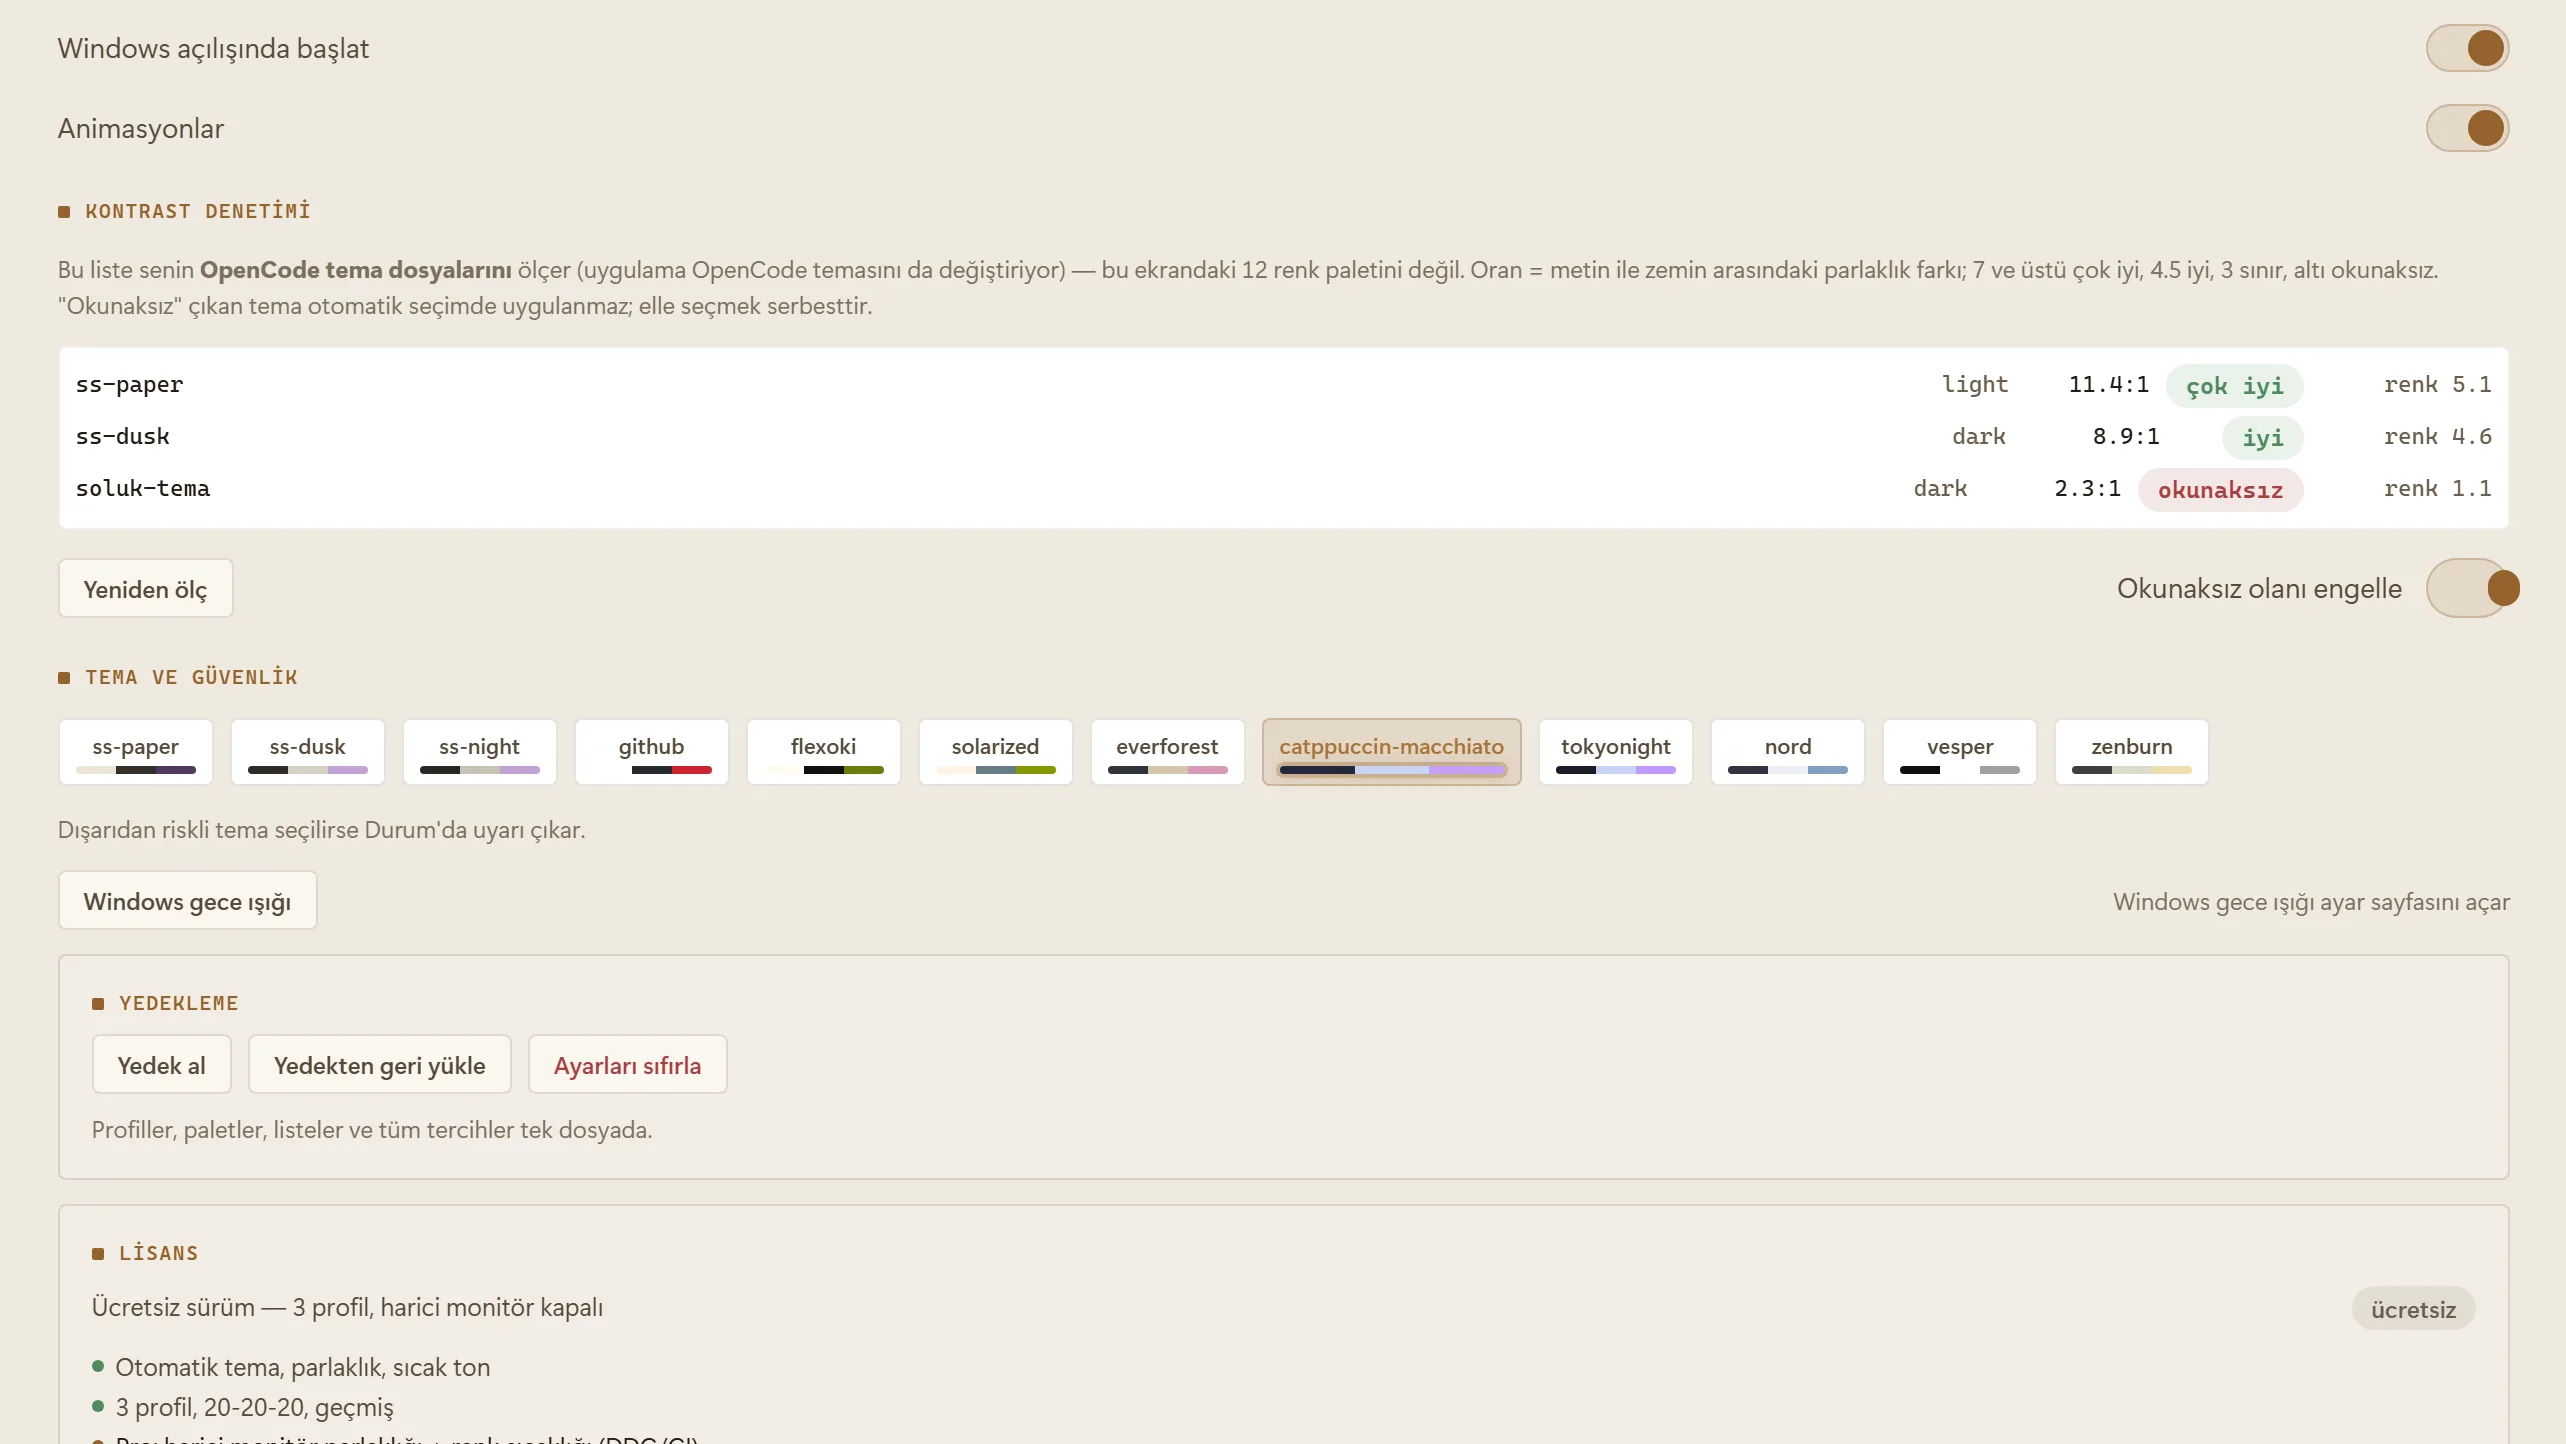 Windows açılışında başlat
Animasyonlar
KONTRAST DENETİMİ
Bu liste senin OpenCode tema dosyalarını ölçer (uygulama OpenCode temasını da değiştiriyor) — bu ekrandaki 12 renk paletini değil. Oran = metin ile zemin arasındaki parlaklık farkı; 7 ve üstü çok iyi, 4.5 iyi, 3 sınır, altı okunaksız.
"Okunaksız" çıkan tema otomatik seçimde uygulanmaz; elle seçmek serbesttir.
ss-paper light 11.4:1 çok iyi renk 5.1
ss-dusk dark 8.9:1 iyi renk 4.6
soluk-tema dark 2.3:1 okunaksız renk 1.1
Yeniden ölç Okunaksız olanı engelle
TEMA VE GÜVENLİK
ss-paper ss-dusk ss-night github flexoki solarized everforest catppuccin-macchiato tokyonight nord vesper zenburn
Dışarıdan riskli tema seçilirse Durum'da uyarı çıkar.
Windows gece ışığı Windows gece ışığı ayar sayfasını açar
YEDEKLEME
Yedek al Yedekten geri yükle Ayarları sıfırla
Profiller, paletler, listeler ve tüm tercihler tek dosyada.
LİSANS
Ücretsiz sürüm — 3 profil, harici monitör kapalı ücretsiz
Otomatik tema, parlaklık, sıcak ton
3 profil, 20-20-20, geçmiş